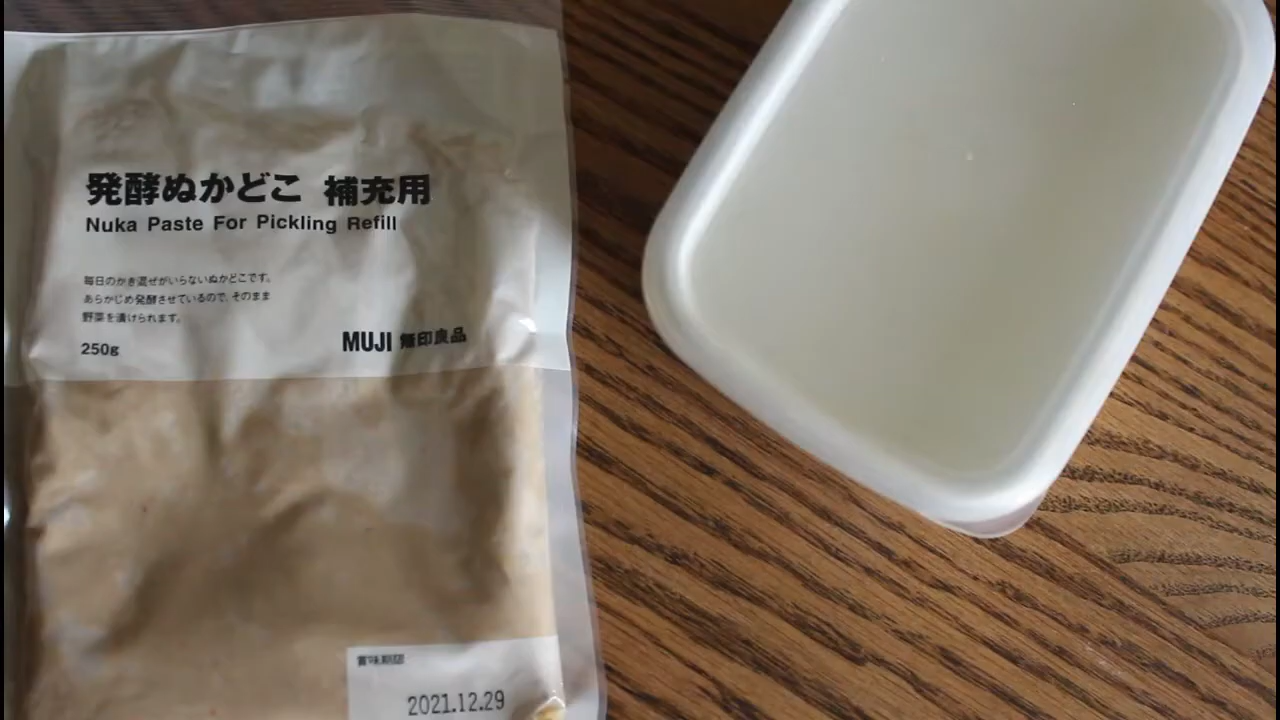 発酵ぬかどこ 補充用
Nuka Paste For Pickling Refill
毎日のかき混ぜがいらないぬかどこです。
あらかじめ発酵させているので、そのまま
野菜を漬けられます。
250g
MUJI 無印良品
賞味期限
2021.12.29